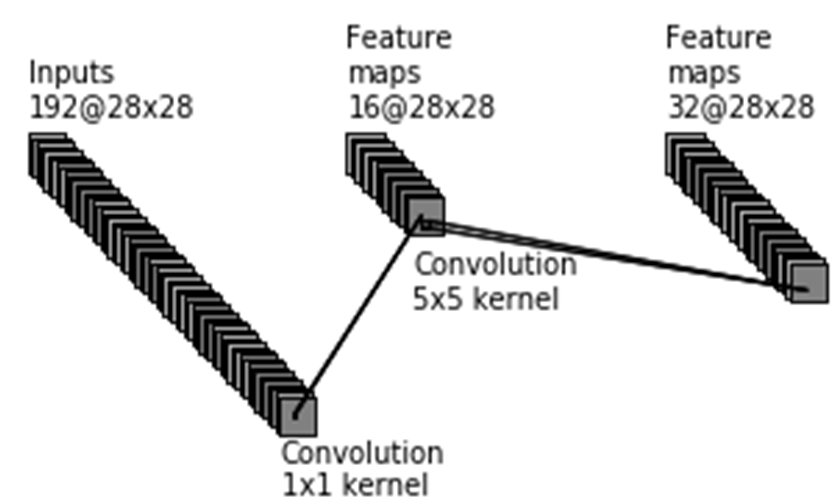 Inputs
192@28x28
Feature
maps
16@28x28
Feature
maps
32@28x28
Convolution
5x5 kernel
Convolution
1x1 kernel